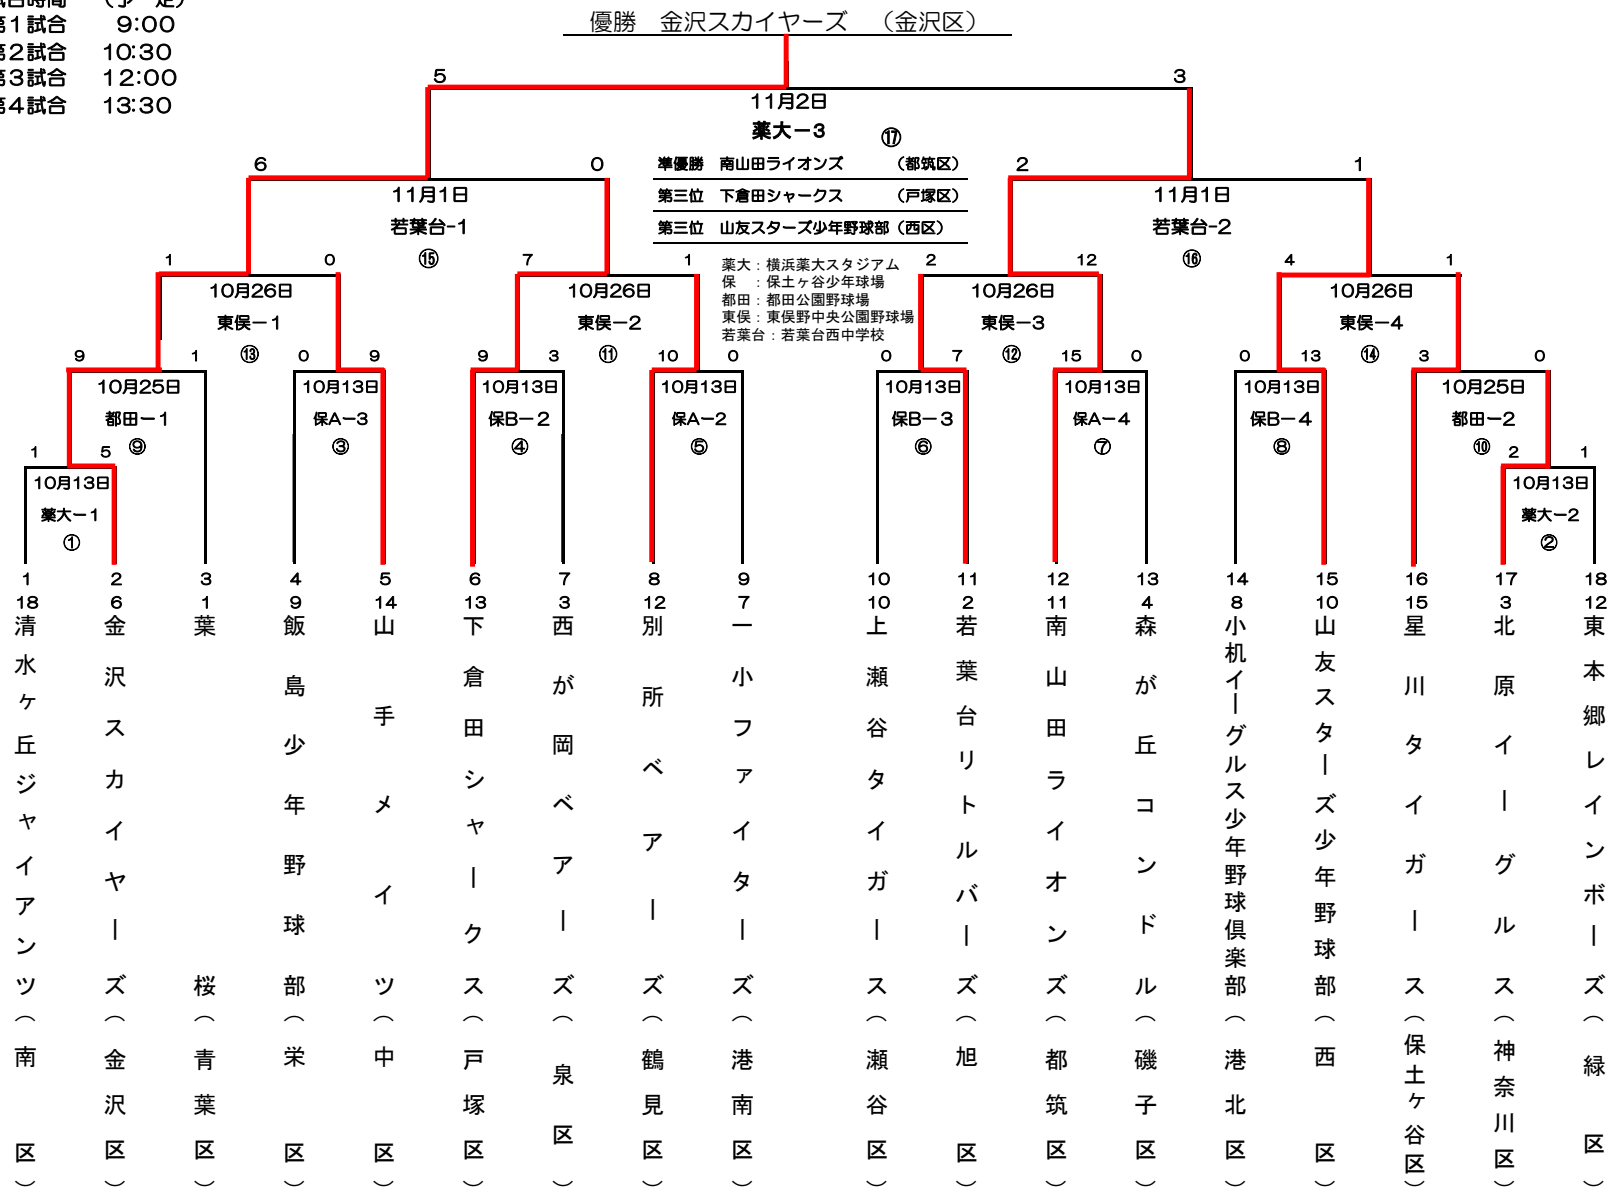 試合時間 （予 定）
第1試合 9:00
第2試合 10:30
第3試合 12:00
第4試合 13:30
優勝 金沢スカイヤーズ （金沢区）
5 3
11月2日
薬大－3 ⑰
準優勝 南山田ライオンズ （都筑区）
第三位 下倉田シャークス （戸塚区）
第三位 山友スターズ少年野球部（西区）
薬大：横浜薬大スタジアム
保 ：保土ヶ谷少年球場
都田：都田公園野球場
東俣：東俣野中央公園野球場
若葉台：若葉台西中学校
6 0 2 1
11月1日 11月1日
若葉台-1 若葉台-2
⑮ ⑯
1 0 7 1 2 12 4 1
10月26日 10月26日 10月26日 10月26日
東俣－1 東俣－2 東俣－3 東俣－4
⑬ ⑪ ⑫ ⑭
9 1 0 9 9 3 10 0 0 7 15 0 0 13 3 0
10月25日 10月13日 10月13日 10月13日 10月13日 10月13日 10月13日 10月25日
都田－1 保A－3 保B－2 保A－2 保B－3 保A－4 保B－4 都田－2
⑨ ③ ④ ⑤ ⑥ ⑦ ⑧ ⑩
1 5 2 1
10月13日 10月13日
薬大－1 薬大－2
① ②
1 2 3 4 5 6 7 8 9 10 11 12 13 14 15 16 17 18
18 6 1 9 14 13 3 12 7 10 2 11 4 8 10 15 3 12
清水ヶ丘ジャイアンツ（南区）
金沢スカイヤーズ（金沢区）
葉桜（青葉区）
飯島少年野球部（栄区）
山手メイツ（中区）
下倉田シャークス（戸塚区）
西が岡ベアーズ（泉区）
別所ベアーズ（鶴見区）
一小ファイターズ（港南区）
上瀬谷タイガース（瀬谷区）
若葉台リトルバーズ（旭区）
南山田ライオンズ（都筑区）
森が丘コンドル（磯子区）
小机イーグルス少年野球倶楽部（港北区）
山友スターズ少年野球部（西区）
星川タイガース（保土ヶ谷区）
北原イーグルス（神奈川区）
東本郷レインボーズ（緑区）